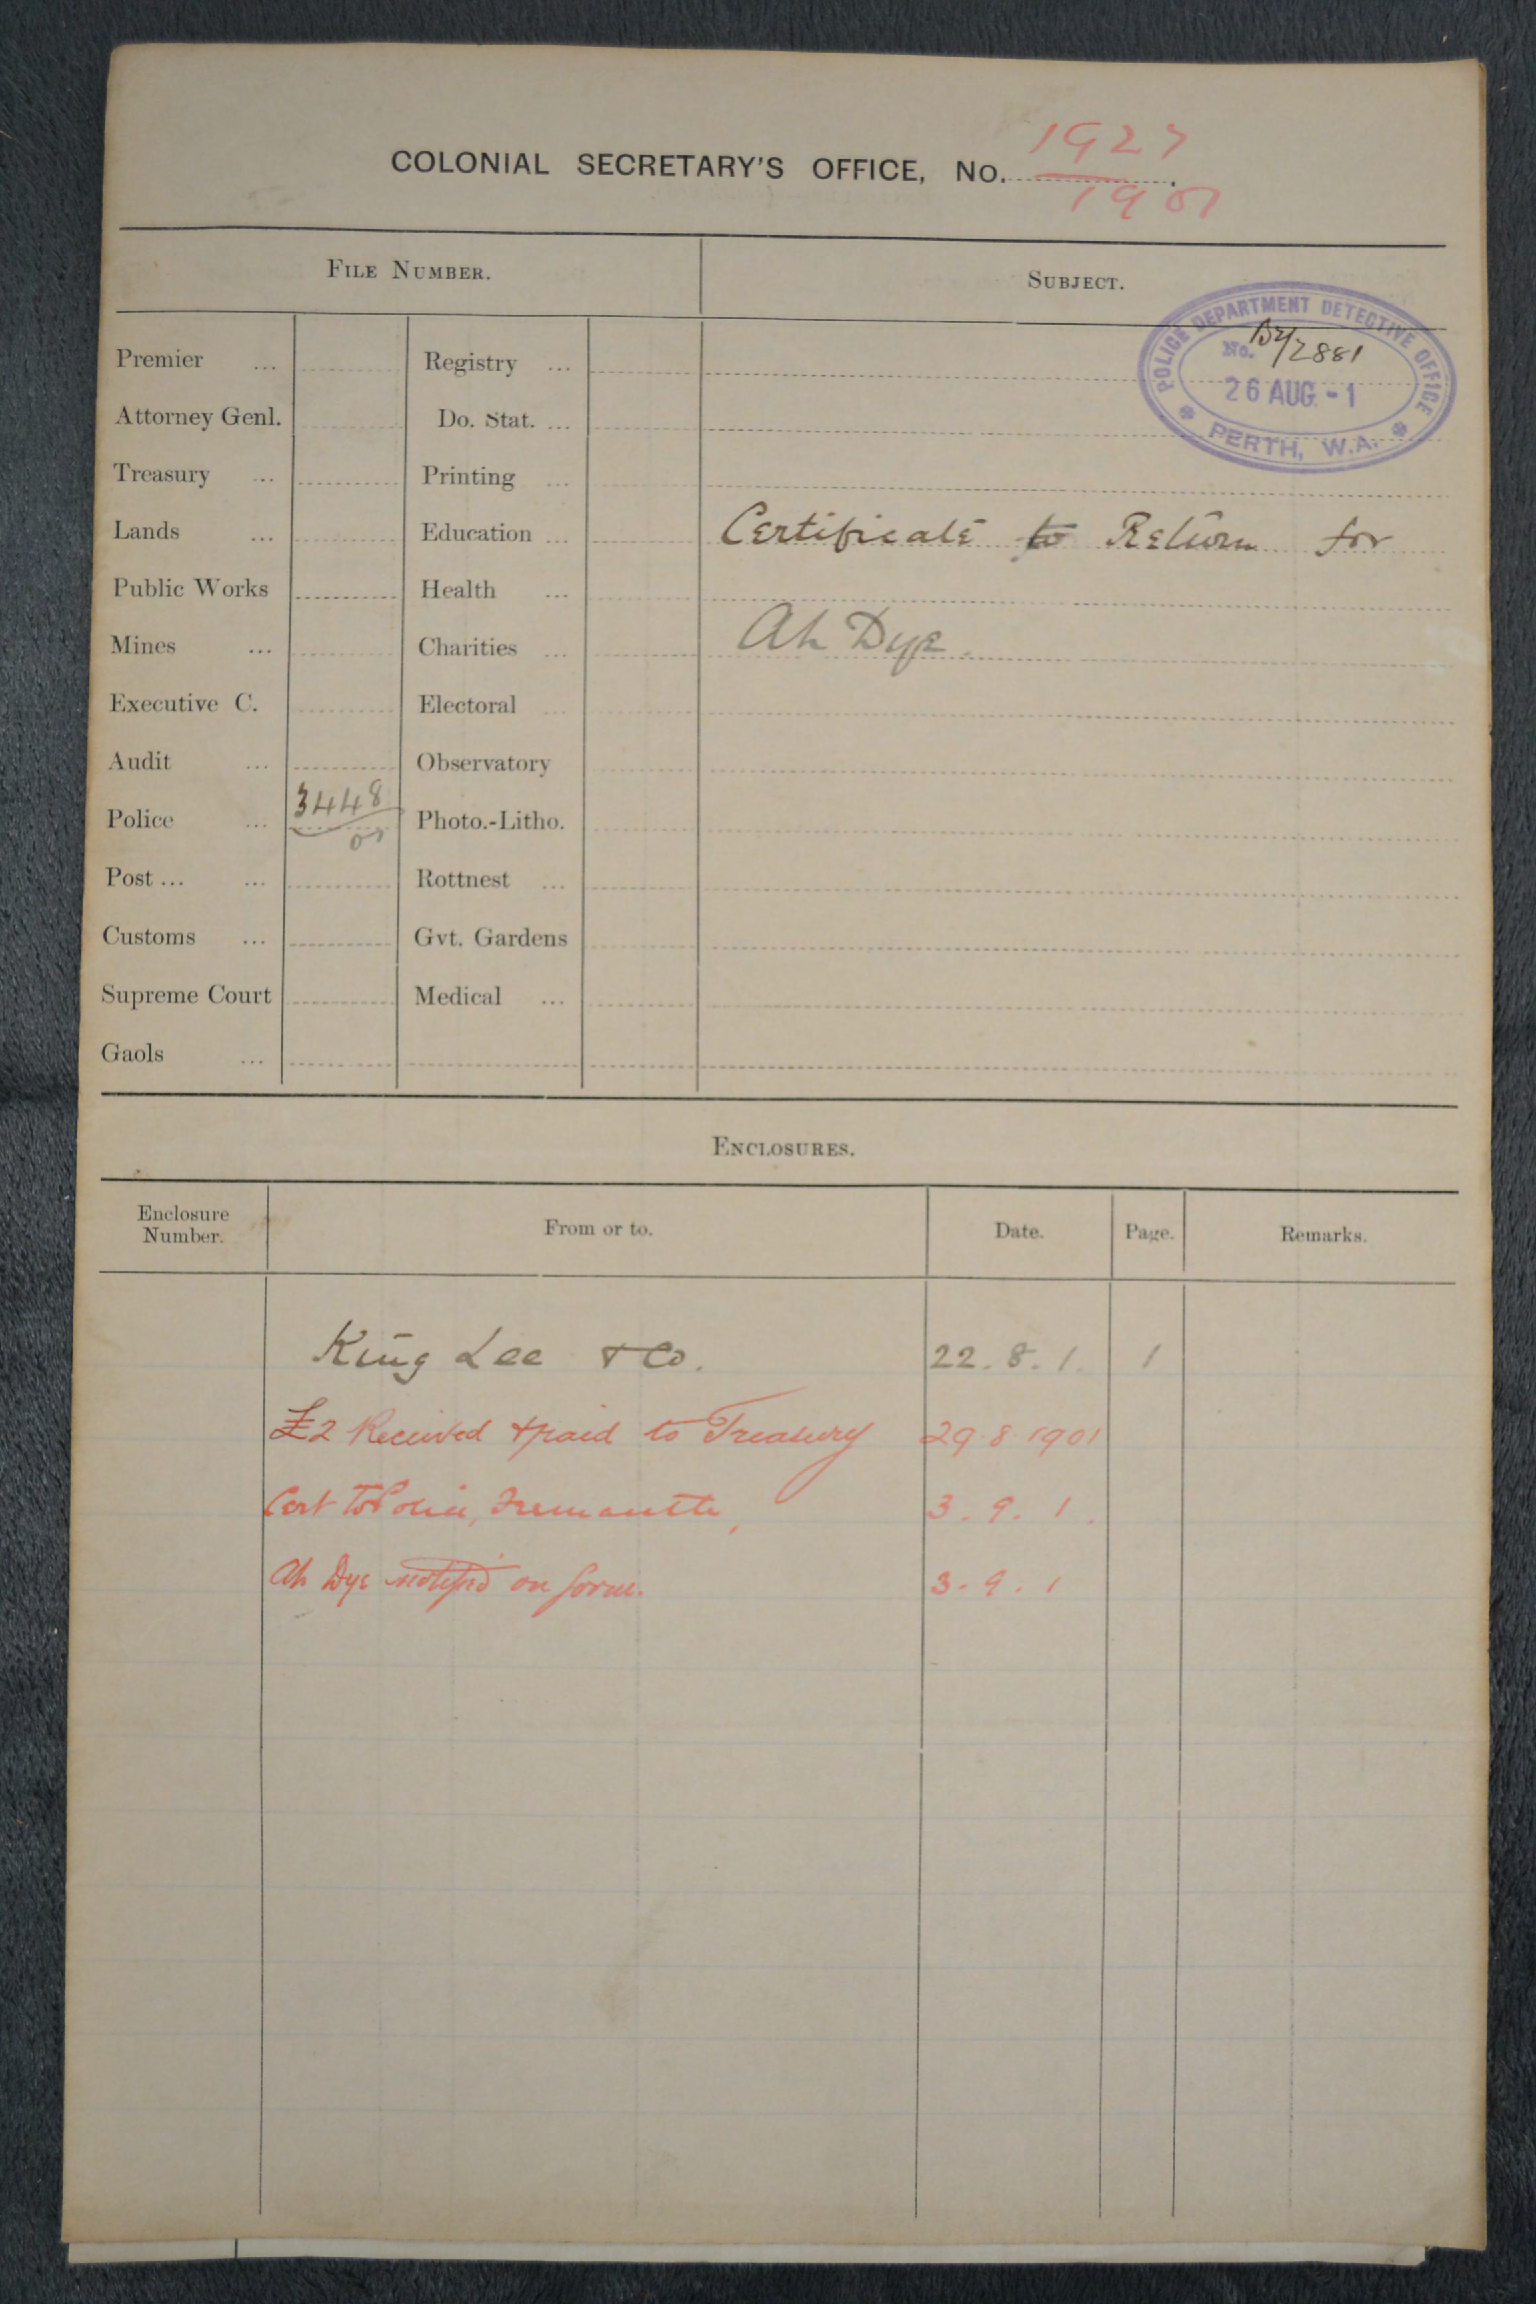 COLONIAL SECRETARY'S OFFICE, No. 1927
1901
FILE NUMBER.
SUBJECT.
POLICE DEPARTMENT DETECTIVE OFFICE
No. 2881
26 AUG - 1
* PERTH, W.A. *
Premier ... Registry ...
Attorney Genl. Do. Stat. ...
Treasury ... Printing ...
Lands ... Education ... Certificate to Return for
Public Works Health ...
Mines ... Charities ... Ah Dye.
Executive C. Electoral ...
Audit ... Observatory
Police ... 3448 Photo.-Litho.
01
Post ... ... Rottnest ...
Customs ... Gvt. Gardens
Supreme Court Medical ...
Gaols ...
ENCLOSURES.
Enclosure Number. From or to. Date. Page. Remarks.
King Lee & Co. 22.8.1. 1
£2 Received & paid to Treasury 29.8.1901
Cert to Police, Fremantle, 3.9.1.
Ah Dye notified on form. 3.9.1